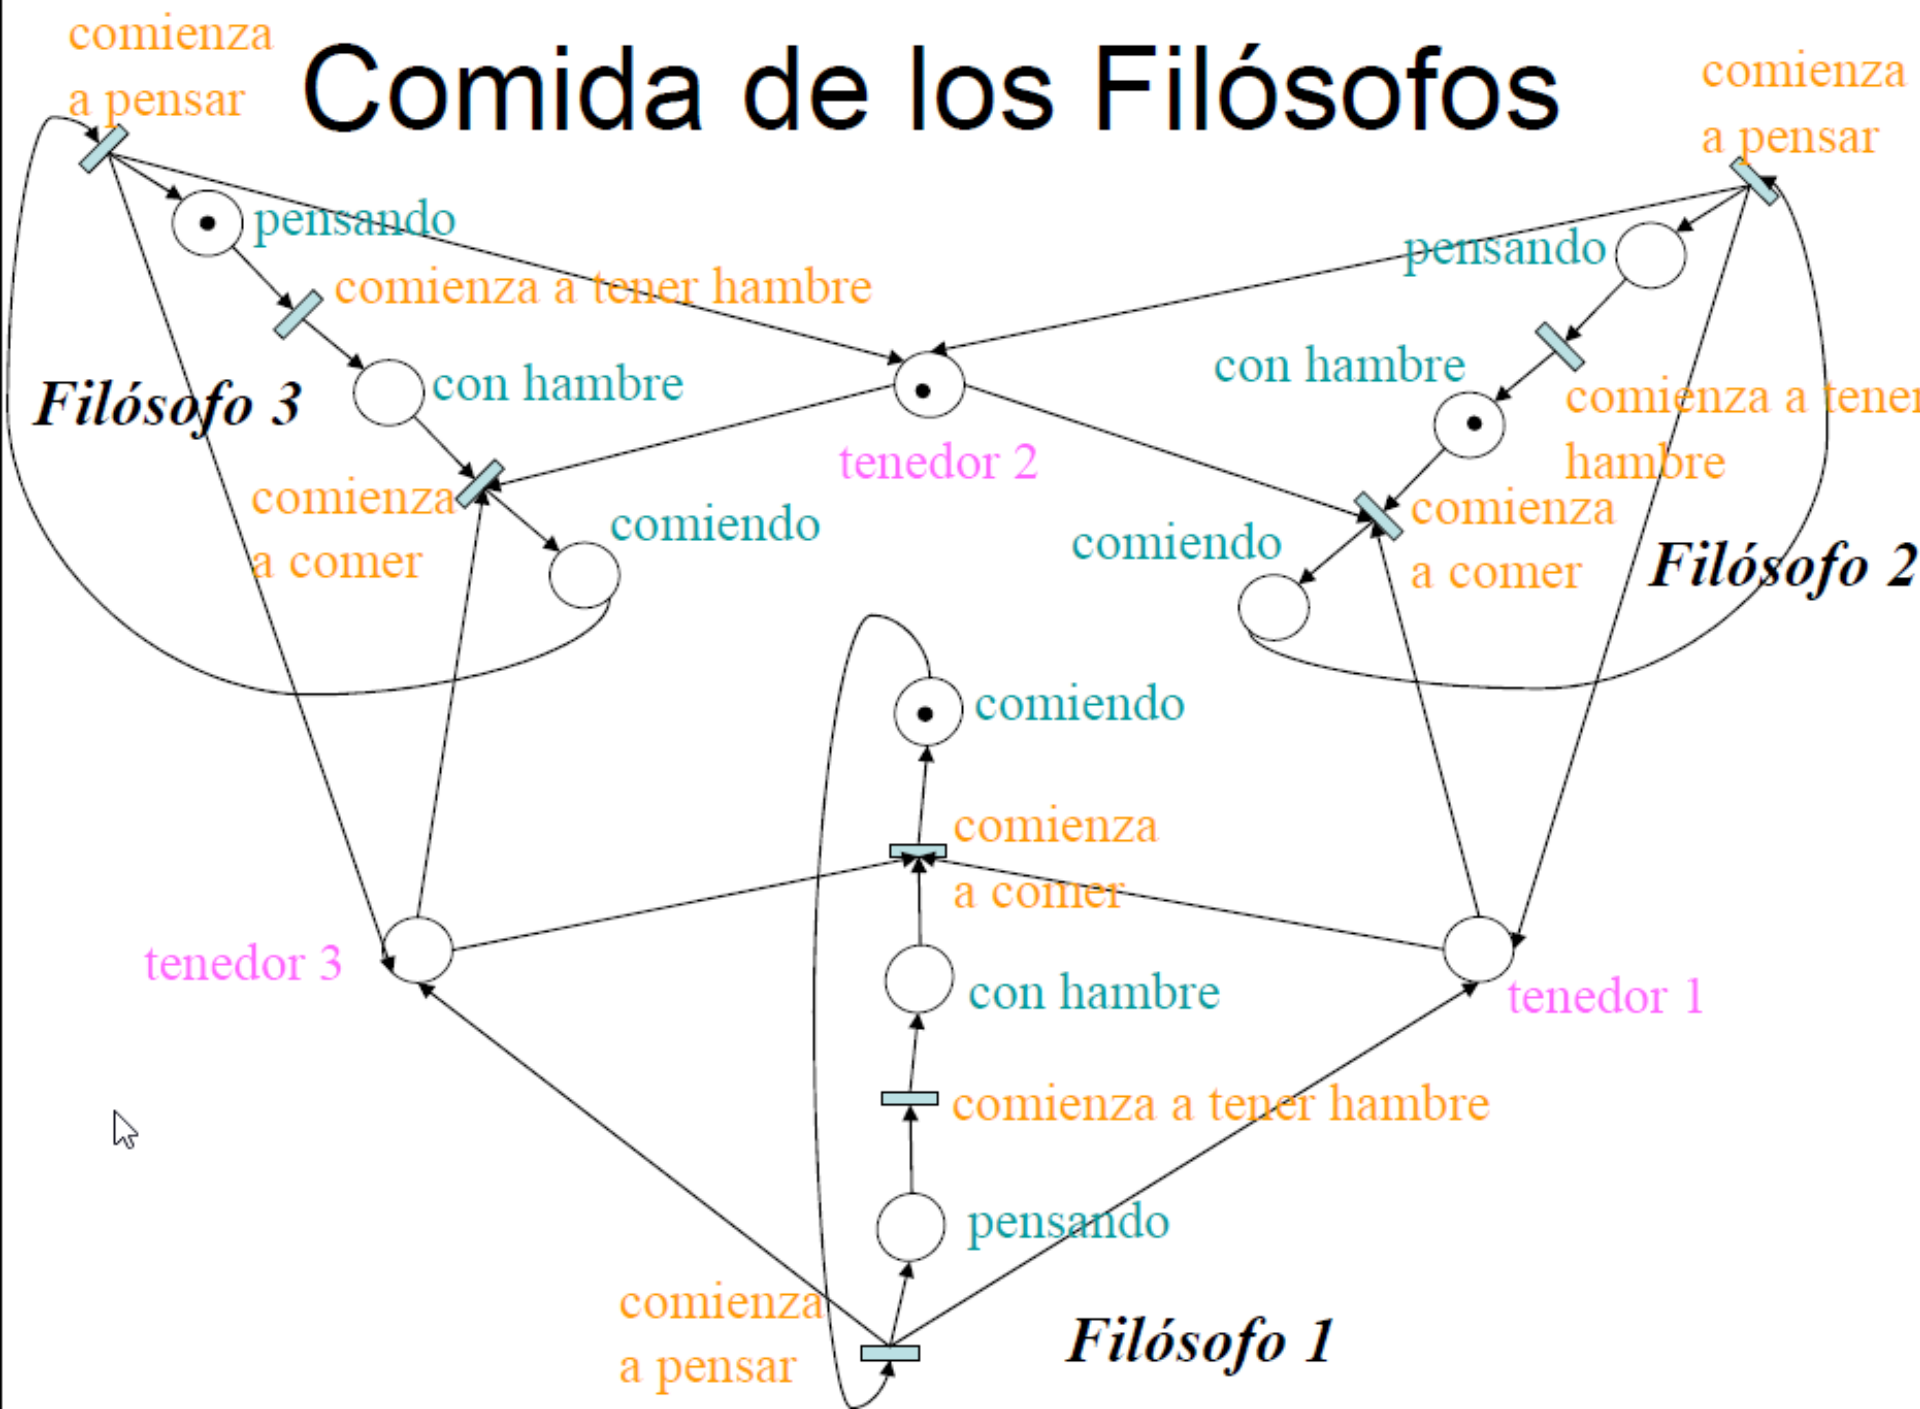 comienza
a pensar
Comida de los Filósofos
comienza
a pensar
pensando
pensando
comienza a tener hambre
con hambre
con hambre
comienza a tener
hambre
Filósofo 3
tenedor 2
comienza
a comer
comiendo
comiendo
comienza
a comer
Filósofo 2
comiendo
comienza
a comer
tenedor 3
con hambre
tenedor 1
comienza a tener hambre
pensando
comienza
a pensar
Filósofo 1